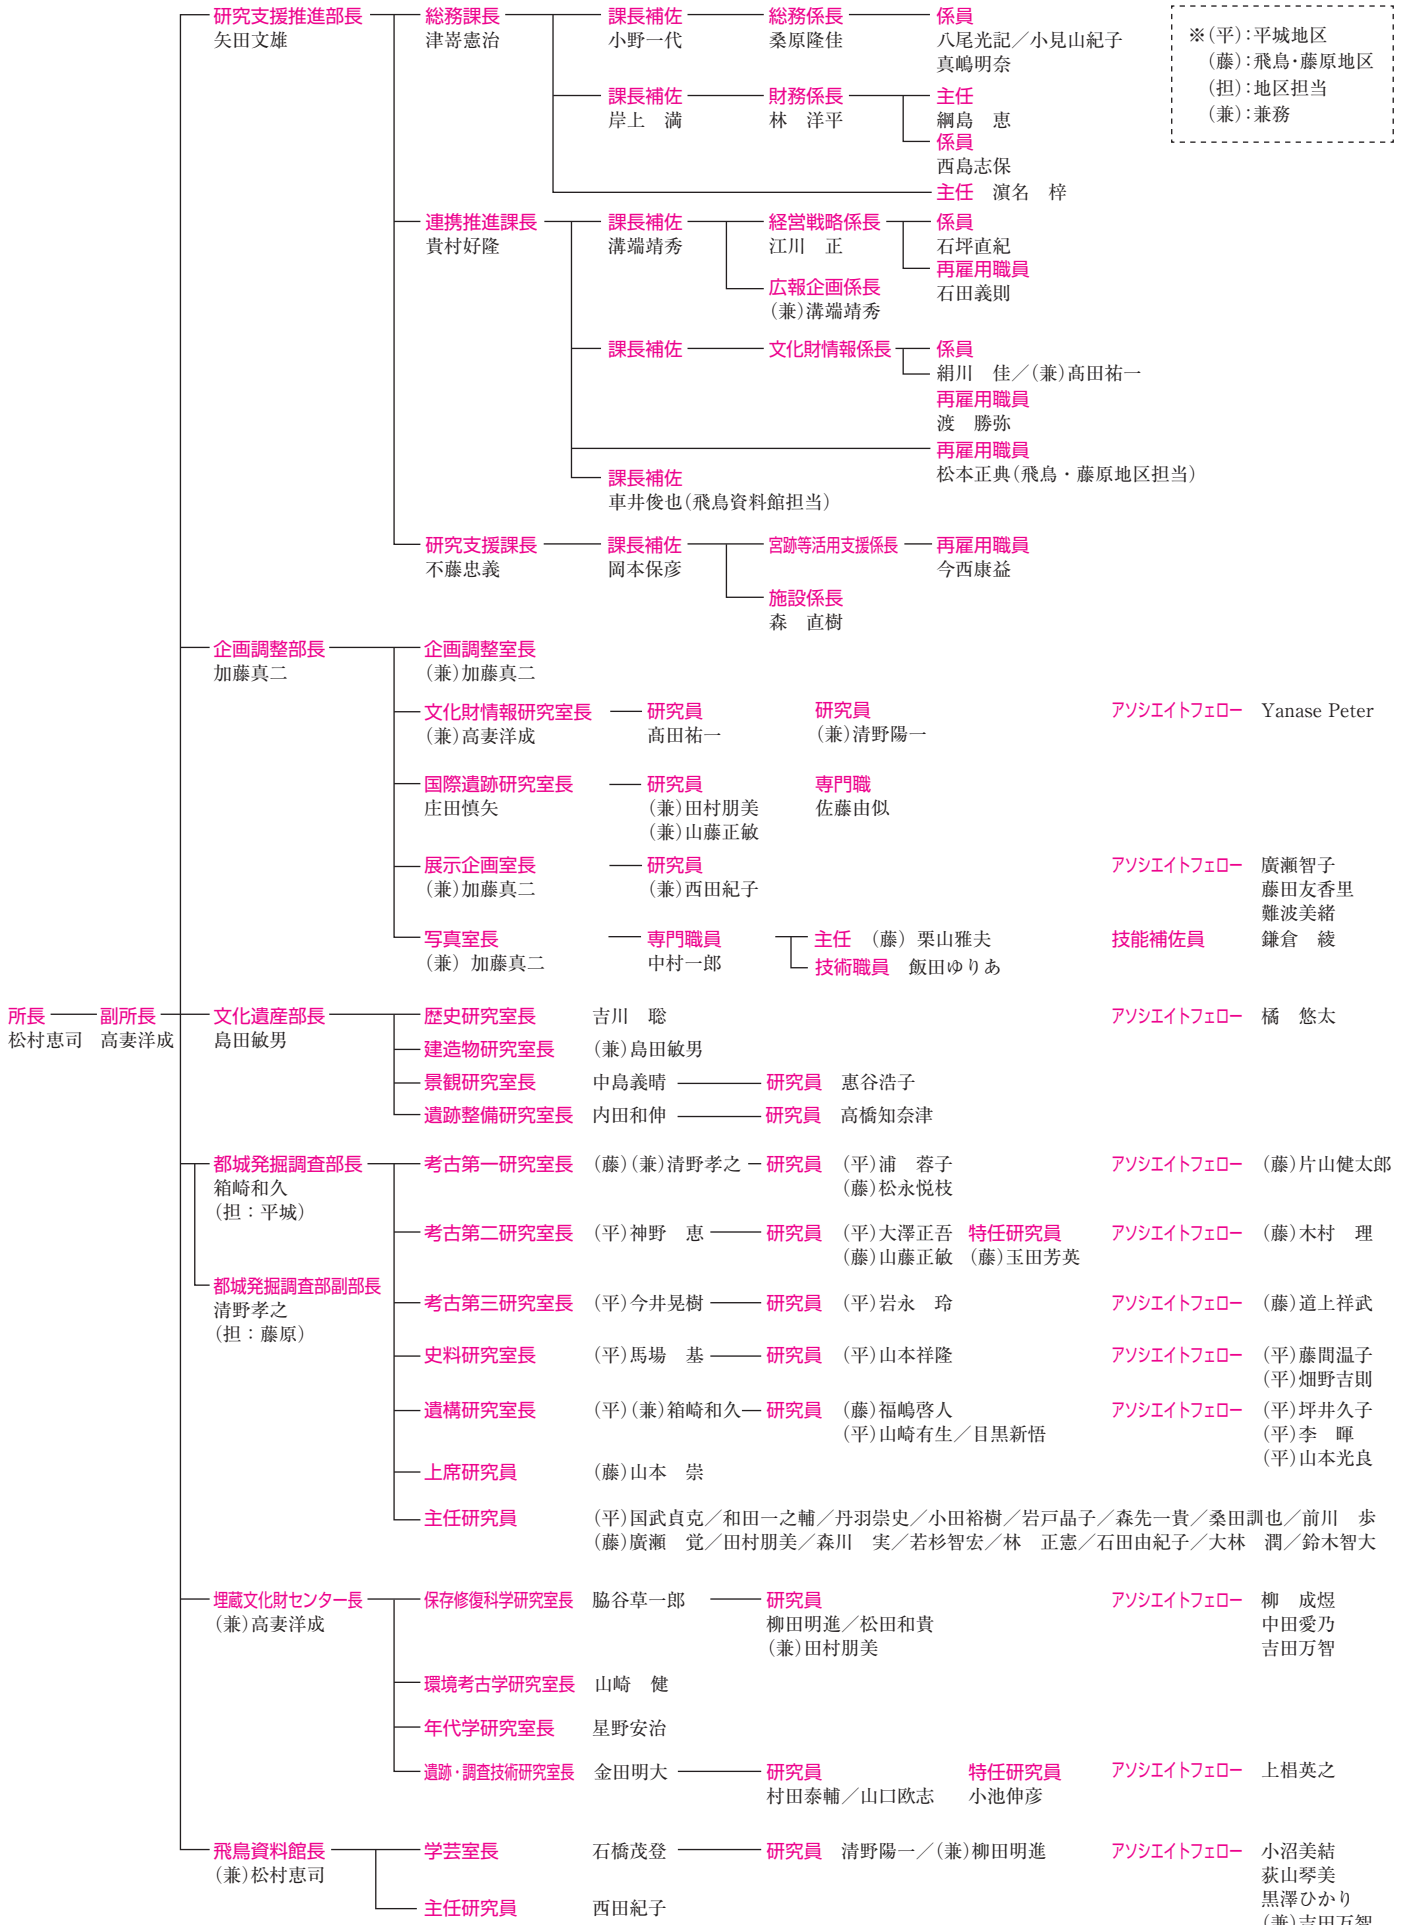 研究支援推進部長 総務課長 課長補佐 総務係長 係員
矢田文雄 津嵜憲治 小野一代 桑原隆佳 八尾光記／小見山紀子
真嶋明奈
※(平)：平城地区
(藤)：飛鳥・藤原地区
(担)：地区担当
(兼)：兼務
課長補佐 財務係長 主任
岸上　満 林　洋平 綱島　恵
係員
西島志保
主任 濵名　梓
連携推進課長 課長補佐 経営戦略係長 係員
貴村好隆 溝端靖秀 江川　正 石坪直紀
再雇用職員
広報企画係長 石田義則
(兼)溝端靖秀
課長補佐 文化財情報係長 係員
絹川　佳／(兼)髙田祐一
再雇用職員
渡　勝弥
再雇用職員
松本正典(飛鳥・藤原地区担当)
課長補佐
車井俊也(飛鳥資料館担当)
研究支援課長 課長補佐 宮跡等活用支援係長 再雇用職員
不藤忠義 岡本保彦 今西康益
施設係長
森　直樹
企画調整部長 企画調整室長
加藤真二 (兼)加藤真二
文化財情報研究室長 研究員 研究員 アソシエイトフェロー Yanase Peter
(兼)高妻洋成 髙田祐一 (兼)清野陽一
国際遺跡研究室長 研究員 専門職
庄田慎矢 (兼)田村朋美 佐藤由似
(兼)山藤正敏
展示企画室長 研究員 アソシエイトフェロー 廣瀬智子
(兼)加藤真二 (兼)西田紀子 藤田友香里
難波美緒
写真室長 専門職員 主任 (藤) 栗山雅夫 技能補佐員 鎌倉　綾
(兼) 加藤真二 中村一郎 技術職員 飯田ゆりあ
所長 副所長 文化遺産部長 歴史研究室長 吉川　聡 アソシエイトフェロー 橘　悠太
松村恵司 高妻洋成 島田敏男
建造物研究室長 (兼)島田敏男
景観研究室長 中島義晴 研究員 惠谷浩子
遺跡整備研究室長 内田和伸 研究員 高橋知奈津
都城発掘調査部長 考古第一研究室長 (藤)(兼)清野孝之 研究員 (平)浦　蓉子 アソシエイトフェロー (藤)片山健太郎
箱崎和久 (藤)松永悦枝
(担：平城)
考古第二研究室長 (平)神野　恵 研究員 (平)大澤正吾 特任研究員 アソシエイトフェロー (藤)木村　理
(藤)山藤正敏 (藤)玉田芳英
都城発掘調査部副部長
清野孝之 考古第三研究室長 (平)今井晃樹 研究員 (平)岩永　玲 アソシエイトフェロー (藤)道上祥武
(担：藤原)
史料研究室長 (平)馬場　基 研究員 (平)山本祥隆 アソシエイトフェロー (平)藤間温子
(平)畑野吉則
遺構研究室長 (平)(兼)箱崎和久 研究員 (藤)福嶋啓人 アソシエイトフェロー (平)坪井久子
(平)山崎有生／目黒新悟 (平)李　暉
(平)山本光良
上席研究員 (藤)山本　崇
主任研究員 (平)国武貞克／和田一之輔／丹羽崇史／小田裕樹／岩戸晶子／森先一貴／桑田訓也／前川　歩
(藤)廣瀬　覚／田村朋美／森川　実／若杉智宏／林　正憲／石田由紀子／大林　潤／鈴木智大
埋蔵文化財センター長 保存修復科学研究室長 脇谷草一郎 研究員 アソシエイトフェロー 柳　成煜
(兼)高妻洋成 柳田明進／松田和貴 中田愛乃
(兼)田村朋美 吉田万智
環境考古学研究室長 山崎　健
年代学研究室長 星野安治
遺跡・調査技術研究室長 金田明大 研究員 特任研究員 アソシエイトフェロー 上椙英之
村田泰輔／山口欧志 小池伸彦
飛鳥資料館長 学芸室長 石橋茂登 研究員 清野陽一／(兼)柳田明進 アソシエイトフェロー 小沼美結
(兼)松村恵司 荻山琴美
黒澤ひかり
主任研究員 西田紀子 (兼)吉田万智